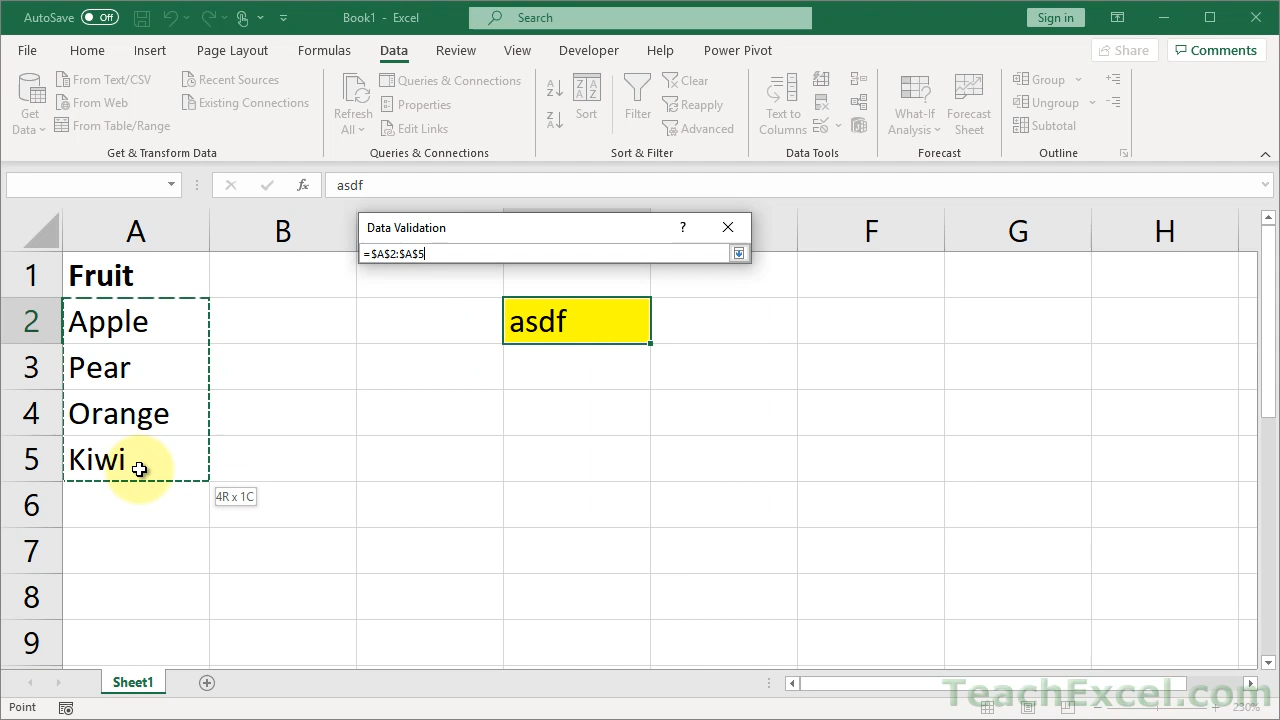 AutoSave Off Book1 - Excel Search Sign in
File Home Insert Page Layout Formulas Data Review View Developer Help Power Pivot Share Comments
Get Data
From Text/CSV
From Web
From Table/Range
Recent Sources
Existing Connections
Get & Transform Data
Refresh All
Queries & Connections
Properties
Edit Links
Queries & Connections
A Z
Z A
Z A A Z
Sort
Filter
Clear
Reapply
Advanced
Sort & Filter
Text to Columns
Data Tools
What-If Analysis
Forecast Sheet
Forecast
Group
Ungroup
Subtotal
Outline
fx asdf
Data Validation ?
=$A$2:$A$5
A B F G H
1 Fruit
2 Apple asdf
3 Pear
4 Orange
5 Kiwi
4R x 1C
6
7
8
9
Sheet1
TeachExcel.com
Point 230%